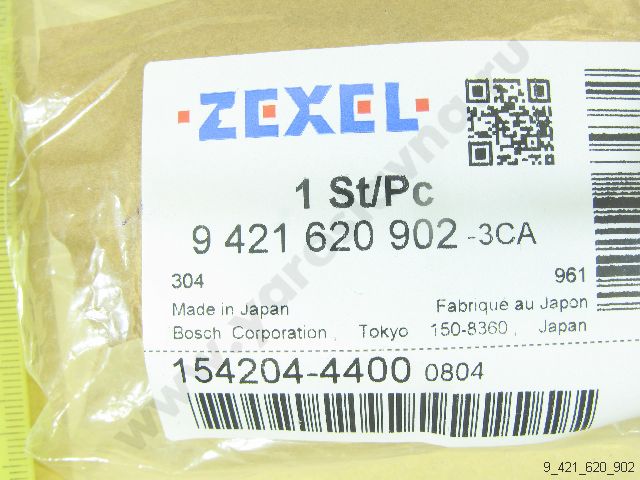 ZEXEL
1 St/Pc
9 421 620 902 -3CA
304 961
Made in Japan Fabrique au Japon
Bosch Corporation, Tokyo 150-8360, Japan
154204-4400 0804
9_421_620_902